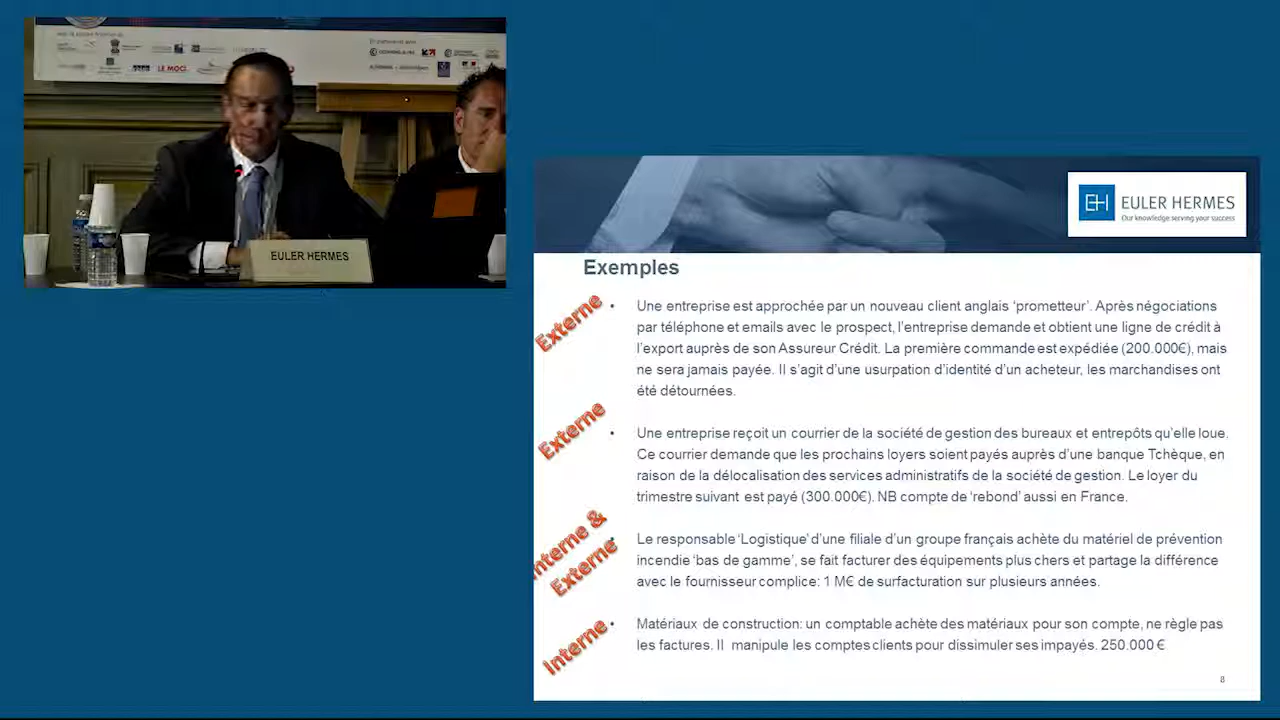 En partenariat avec
LE MOCI
EULER HERMES
EH EULER HERMES
Our knowledge serving your success
Exemples
Externe
• Une entreprise est approchée par un nouveau client anglais ‘prometteur’. Après négociations
par téléphone et emails avec le prospect, l’entreprise demande et obtient une ligne de crédit à
l’export auprès de son Assureur Crédit. La première commande est expédiée (200.000€), mais
ne sera jamais payée. Il s’agit d’une usurpation d’identité d’un acheteur, les marchandises ont
été détournées.
Externe
• Une entreprise reçoit un courrier de la société de gestion des bureaux et entrepôts qu’elle loue.
Ce courrier demande que les prochains loyers soient payés auprès d’une banque Tchèque, en
raison de la délocalisation des services administratifs de la société de gestion. Le loyer du
trimestre suivant est payé (300.000€). NB compte de ‘rebond’ aussi en France.
Interne &
Externe
• Le responsable ‘Logistique’ d’une filiale d’un groupe français achète du matériel de prévention
incendie ‘bas de gamme’, se fait facturer des équipements plus chers et partage la différence
avec le fournisseur complice: 1 M€ de surfacturation sur plusieurs années.
Interne
• Matériaux de construction: un comptable achète des matériaux pour son compte, ne règle pas
les factures. Il manipule les comptes clients pour dissimuler ses impayés. 250.000 €
8